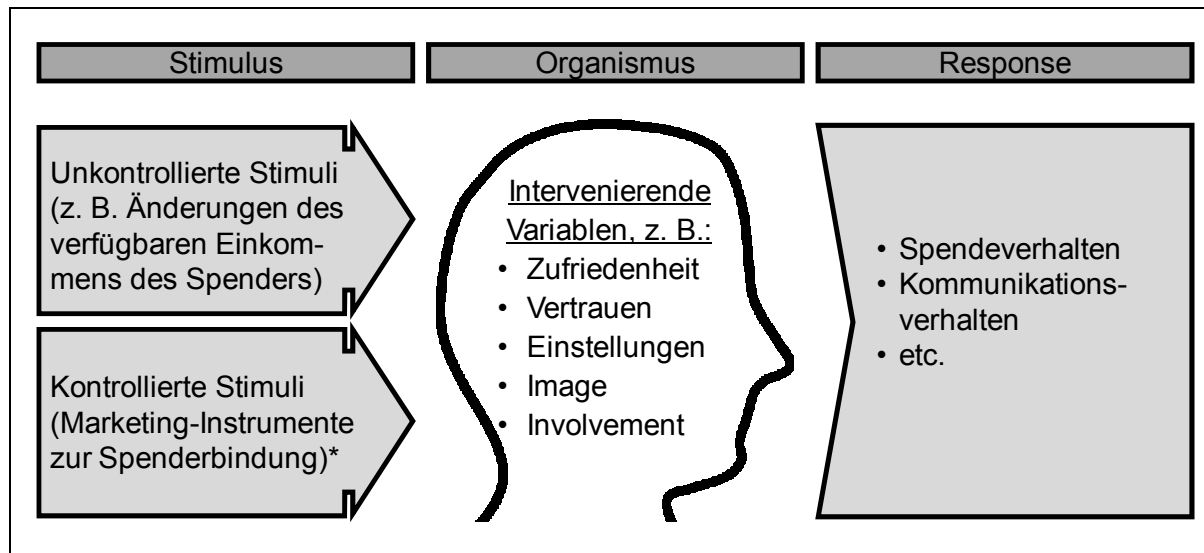 Stimulus
Organismus
Response
Unkontrollierte Stimuli
(z. B. Änderungen des
verfügbaren Einkom-
mens des Spenders)
Kontrollierte Stimuli
(Marketing-Instrumente
zur Spenderbindung)*
Intervenierende
Variablen, z. B.:
• Zufriedenheit
• Vertrauen
• Einstellungen
• Image
• Involvement
• Spendeverhalten
• Kommunikations-
verhalten
• etc.